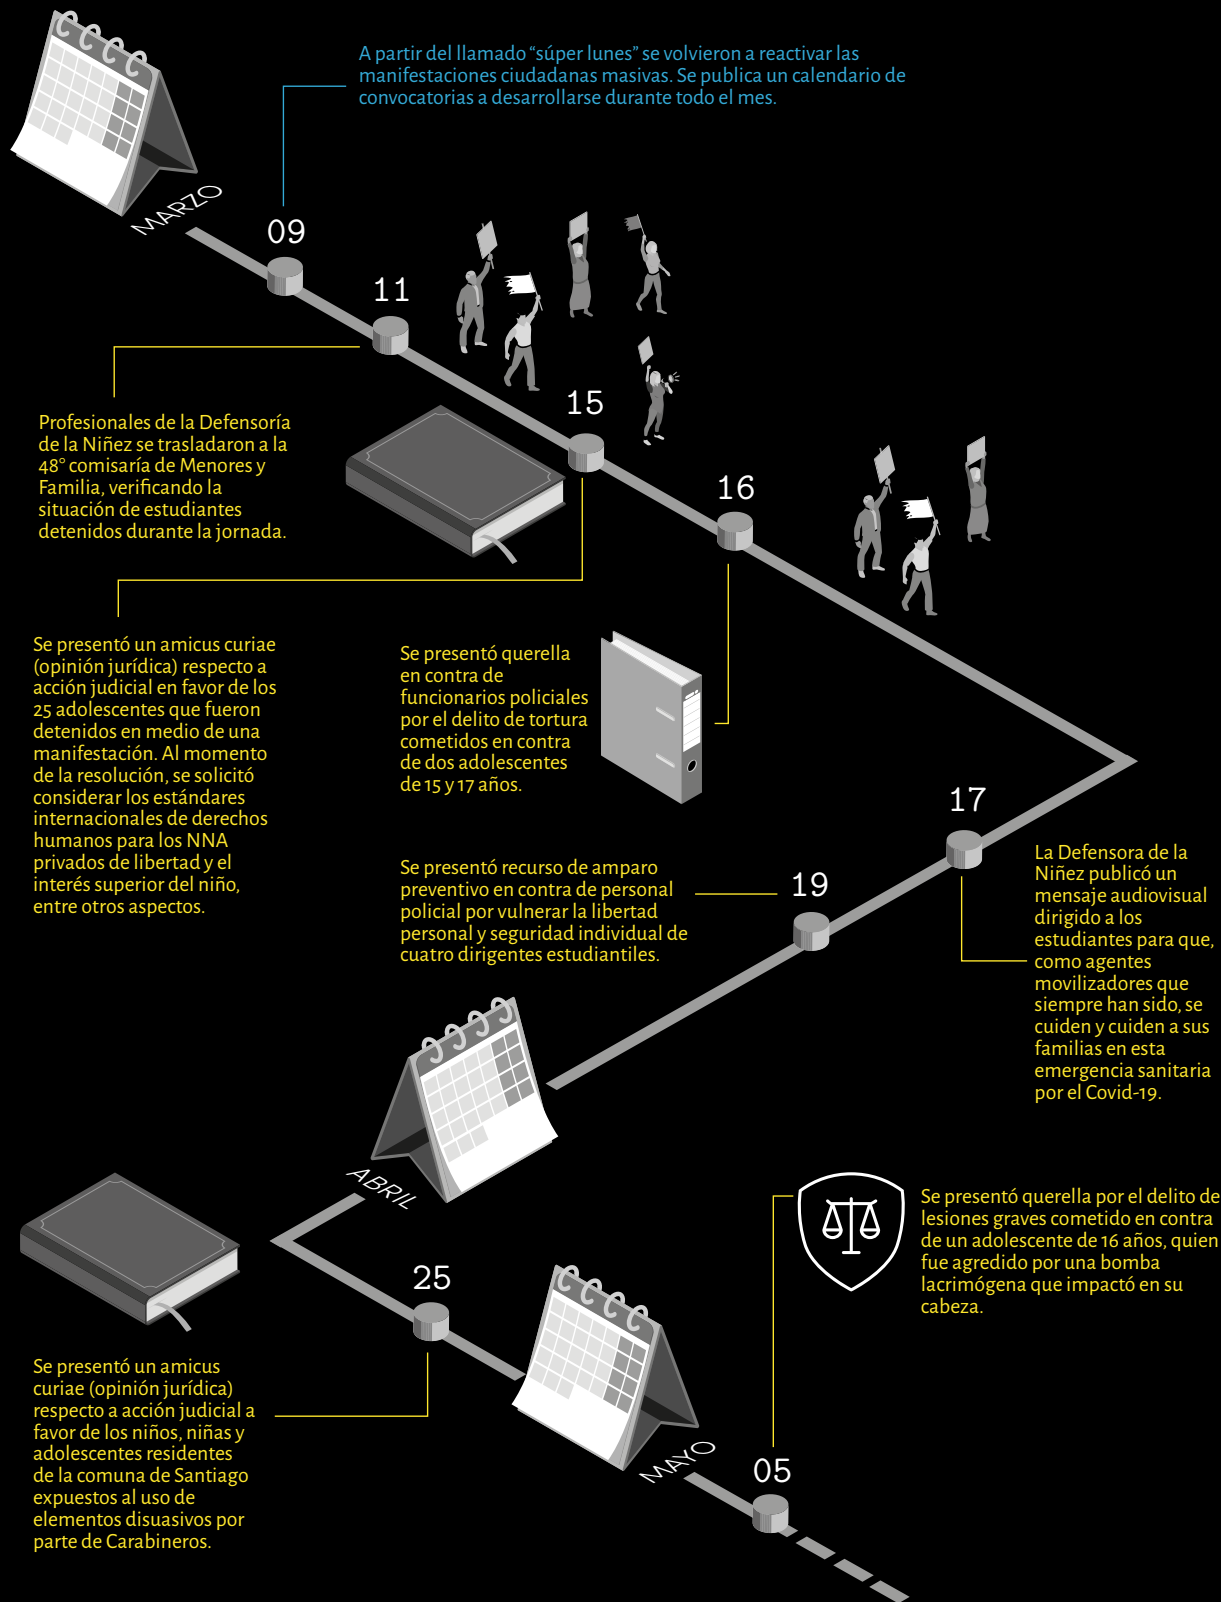 A partir del llamado “súper lunes” se volvieron a reactivar las
manifestaciones ciudadanas masivas. Se publica un calendario de
convocatorias a desarrollarse durante todo el mes.
MARZO
09
11
Profesionales de la Defensoría
de la Niñez se trasladaron a la
48° comisaría de Menores y
Familia, verificando la
situación de estudiantes
detenidos durante la jornada.
15
Se presentó un amicus curiae
(opinión jurídica) respecto a
acción judicial en favor de los
25 adolescentes que fueron
detenidos en medio de una
manifestación. Al momento
de la resolución, se solicitó
considerar los estándares
internacionales de derechos
humanos para los NNA
privados de libertad y el
interés superior del niño,
entre otros aspectos.
16
Se presentó querella
en contra de
funcionarios policiales
por el delito de tortura
cometidos en contra
de dos adolescentes
de 15 y 17 años.
17
La Defensora de la
Niñez publicó un
mensaje audiovisual
dirigido a los
estudiantes para que,
como agentes
movilizadores que
siempre han sido, se
cuiden y cuiden a sus
familias en esta
emergencia sanitaria
por el Covid-19.
19
Se presentó recurso de amparo
preventivo en contra de personal
policial por vulnerar la libertad
personal y seguridad individual de
cuatro dirigentes estudiantiles.
ABRIL
25
Se presentó un amicus
curiae (opinión jurídica)
respecto a acción judicial a
favor de los niños, niñas y
adolescentes residentes
de la comuna de Santiago
expuestos al uso de
elementos disuasivos por
parte de Carabineros.
MAYO
05
Se presentó querella por el delito de
lesiones graves cometido en contra
de un adolescente de 16 años, quien
fue agredido por una bomba
lacrimógena que impactó en su
cabeza.